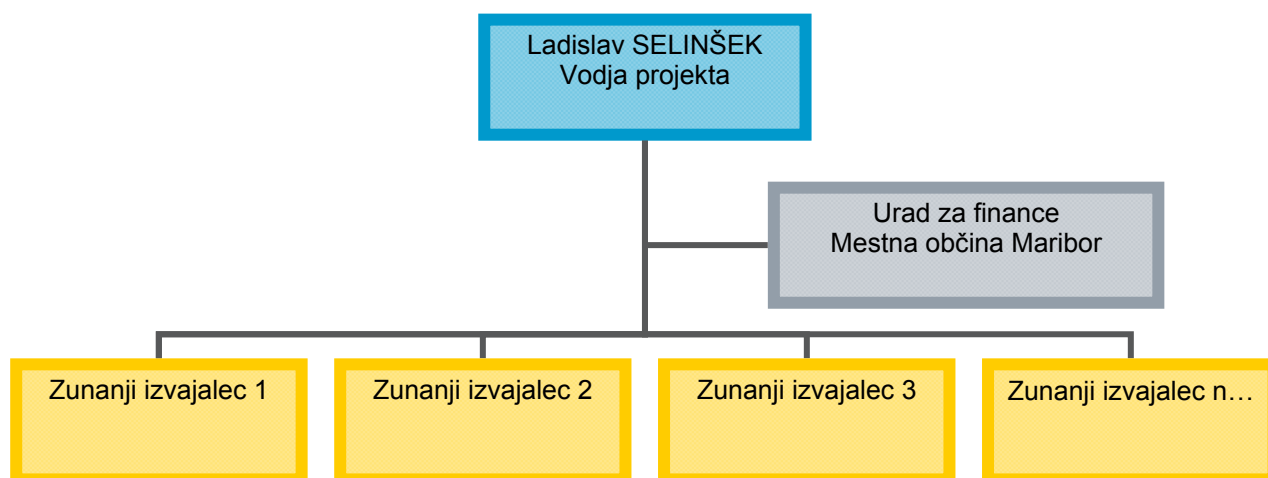 Ladislav SELINŠEK
Vodja projekta
Urad za finance
Mestna občina Maribor
Zunanji izvajalec 1
Zunanji izvajalec 2
Zunanji izvajalec 3
Zunanji izvajalec n…